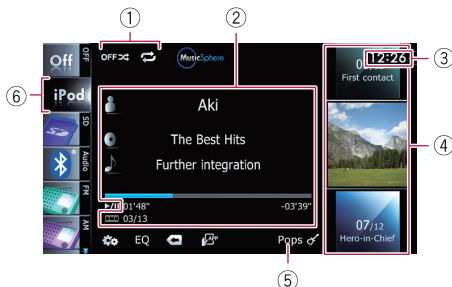 ①
②
OFF
MusicSphere
12:26
③
Off
OFF
First contact
⑥
iPod
Aki
SD
The Best Hits
④
Audio
Further integration
FM
01'48"
-03'39"
03/13
07/12
AM
Hero-in-Chief
EQ
APP
Pops
⑤